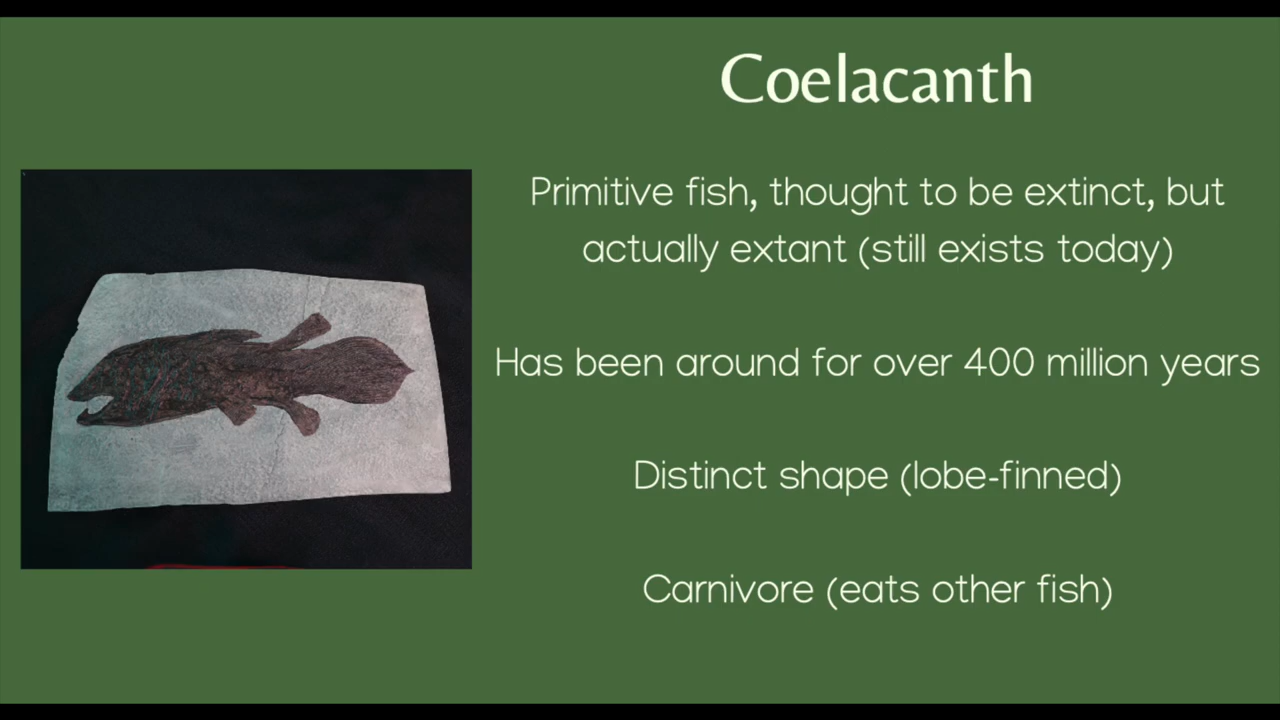 Coelacanth
Primitive fish, thought to be extinct, but
actually extant (still exists today)
Has been around for over 400 million years
Distinct shape (lobe-finned)
Carnivore (eats other fish)